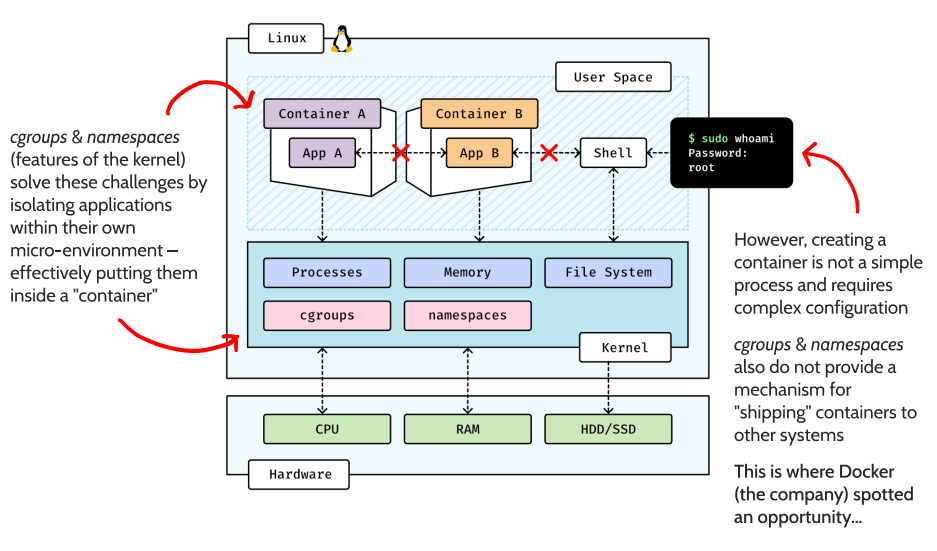 Linux
User Space
Container A
Container B
App A
App B
Shell
$ sudo whoami
Password:
root
cgroups & namespaces
(features of the kernel)
solve these challenges by
isolating applications
within their own
micro-environment –
effectively putting them
inside a "container"
Processes
Memory
File System
cgroups
namespaces
Kernel
CPU
RAM
HDD/SSD
Hardware
However, creating a
container is not a simple
process and requires
complex configuration
cgroups & namespaces
also do not provide a
mechanism for
"shipping" containers to
other systems
This is where Docker
(the company) spotted
an opportunity...